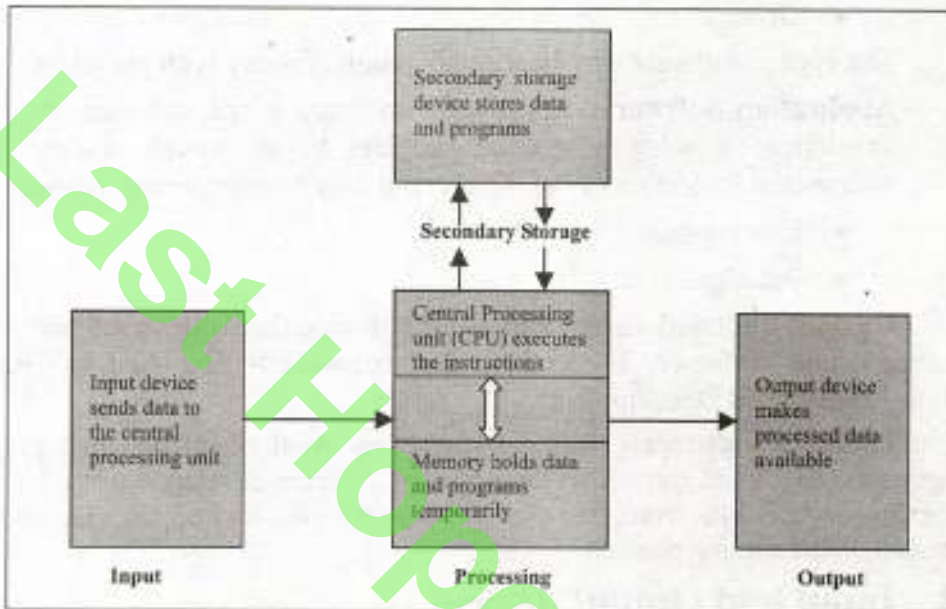 Secondary storage
device stores data
and programs
Secondary Storage
Central Processing
unit (CPU) executes
the instructions
Input device
sends data to
the central
processing unit
Memory holds data
and programs
temporarily
Output device
makes
processed data
available
Input
Processing
Output
Last Hop